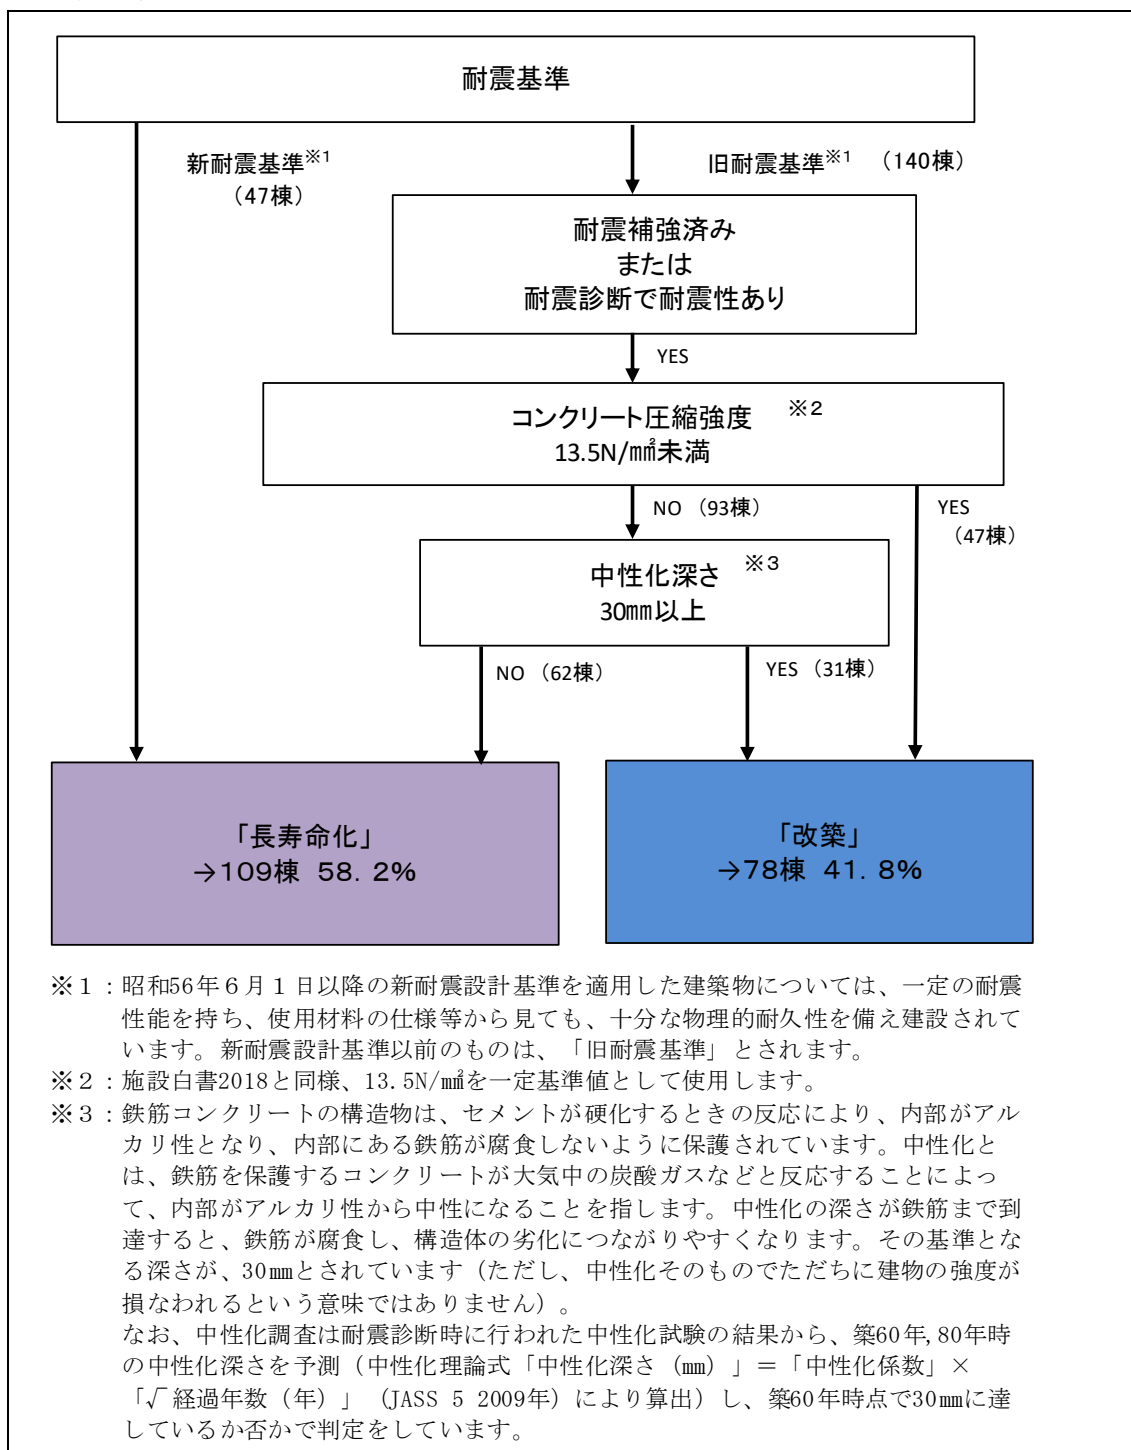 耐震基準
新耐震基準※1
（47棟）
旧耐震基準※1 （140棟）
耐震補強済み
または
耐震診断で耐震性あり
YES
コンクリート圧縮強度 ※2
13.5N/㎟未満
NO （93棟）
YES
（47棟）
中性化深さ ※3
30㎜以上
NO （62棟）
YES （31棟）
「長寿命化」
→109棟 58．2%
「改築」
→78棟 41．8%
※１：昭和56年６月１日以降の新耐震設計基準を適用した建築物については、一定の耐震
性能を持ち、使用材料の仕様等から見ても、十分な物理的耐久性を備え建設されて
います。新耐震設計基準以前のものは、「旧耐震基準」とされます。
※２：施設白書2018と同様、13.5N/㎟を一定基準値として使用します。
※３：鉄筋コンクリートの構造物は、セメントが硬化するときの反応により、内部がアル
カリ性となり、内部にある鉄筋が腐食しないように保護されています。中性化と
は、鉄筋を保護するコンクリートが大気中の炭酸ガスなどと反応することによっ
て、内部がアルカリ性から中性になることを指します。中性化の深さが鉄筋まで到
達すると、鉄筋が腐食し、構造体の劣化につながりやすくなります。その基準とな
る深さが、30㎜とされています（ただし、中性化そのものでただちに建物の強度が
損なわれるという意味ではありません）。
なお、中性化調査は耐震診断時に行われた中性化試験の結果から、築60年,80年時
の中性化深さを予測（中性化理論式「中性化深さ（㎜）」＝「中性化係数」×
「√経過年数（年）」（JASS 5 2009年）により算出）し、築60年時点で30㎜に達
しているか否かで判定をしています。